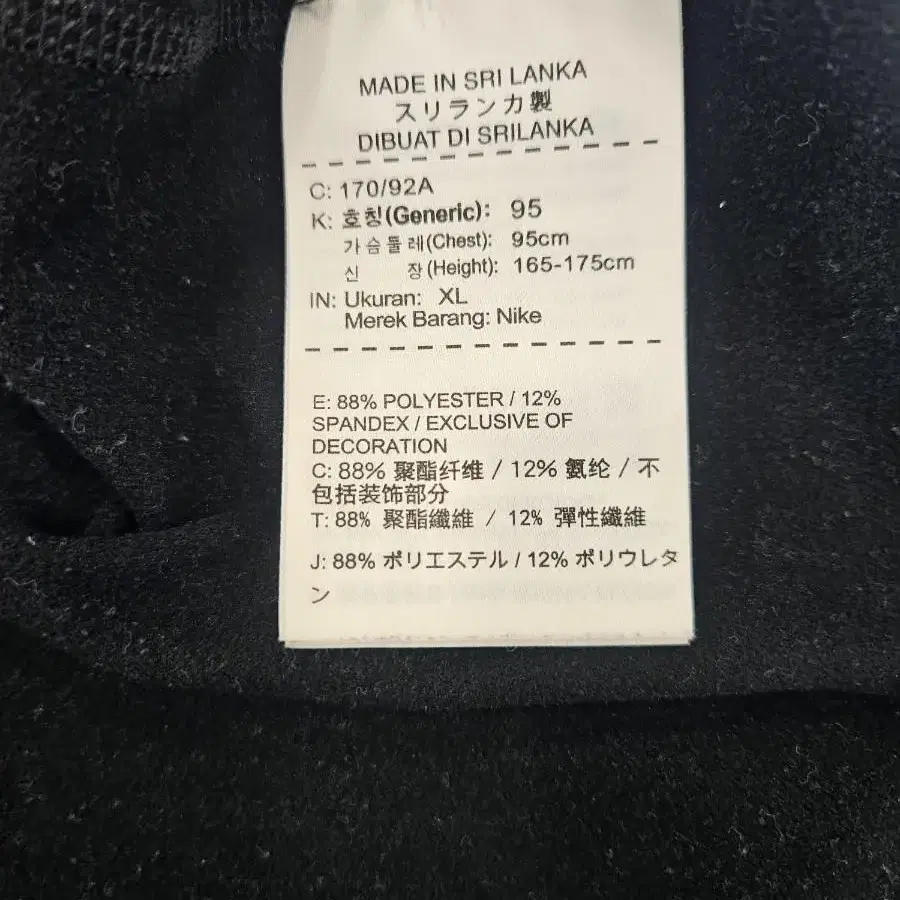 MADE IN SRI LANKA
スリランカ製
DIBUAT DI SRILANKA
C: 170/92A
K: 호칭(Generic): 95
가슴둘레(Chest): 95cm
신 장(Height): 165-175cm
IN: Ukuran: XL
Merek Barang: Nike
E: 88% POLYESTER / 12%
SPANDEX / EXCLUSIVE OF
DECORATION
C: 88% 聚酯纤维 / 12% 氨纶 / 不
包括装饰部分
T: 88% 聚酯纖維 / 12% 彈性纖維
J: 88% ポリエステル / 12% ポリウレタ
ン